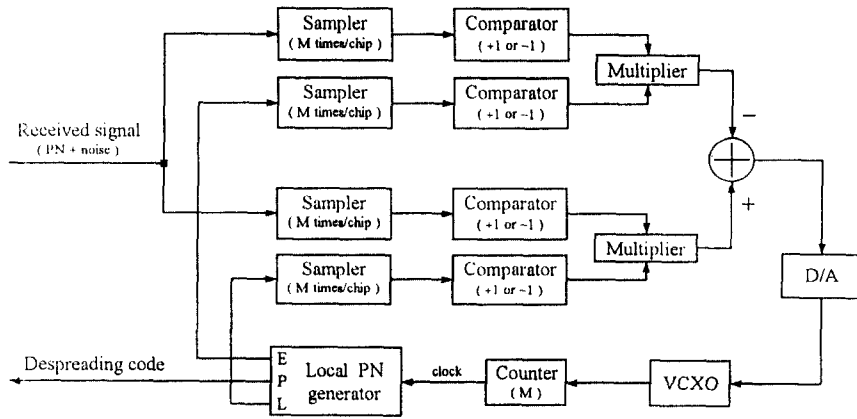 Sampler
( M times/chip )
Comparator
( +1 or -1 )
Multiplier
Sampler
( M times/chip )
Comparator
( +1 or -1 )
Received signal
( PN + noise )
−
+
Sampler
( M times/chip )
Comparator
( +1 or -1 )
Multiplier
Sampler
( M times/chip )
Comparator
( +1 or -1 )
D/A
Despreading code
E
P
L
Local PN
generator
clock
Counter
( M )
VCXO